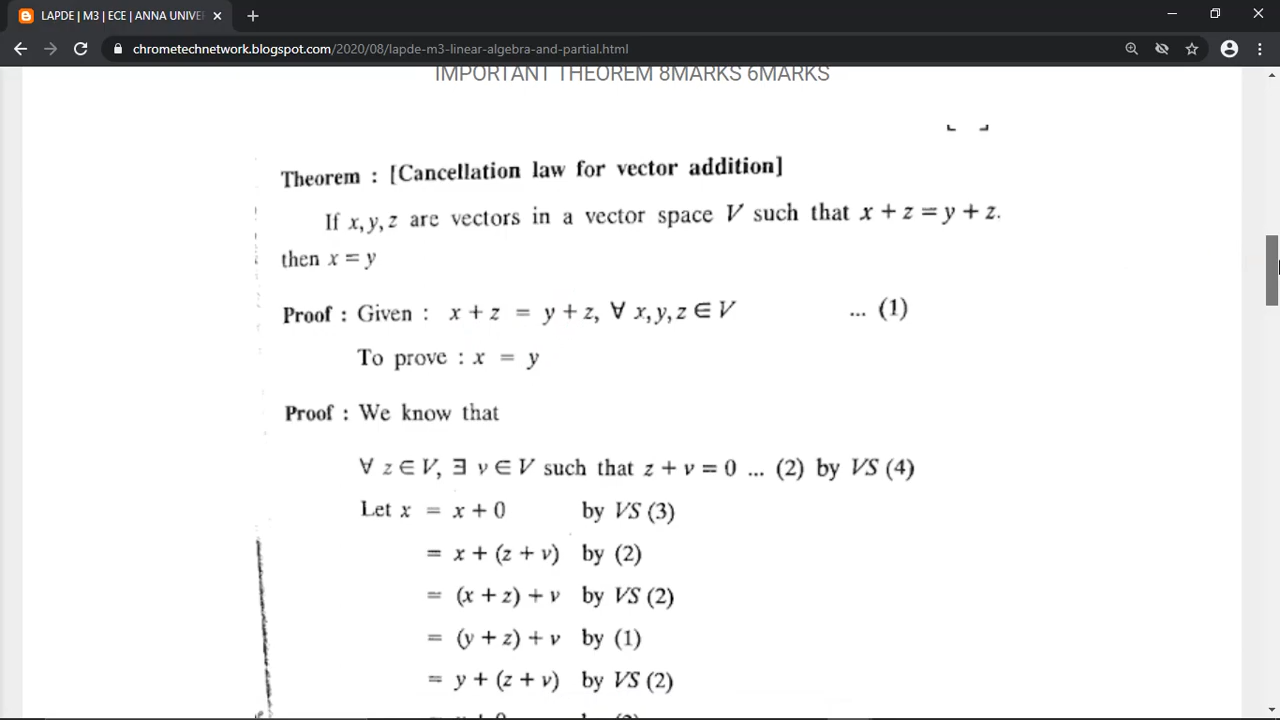 LAPDE | M3 | ECE | ANNA UNIVE
chrometechnetwork.blogspot.com/2020/08/lapde-m3-linear-algebra-and-partial.html
IMPORTANT THEOREM 8MARKS 6MARKS
Theorem : [Cancellation law for vector addition]
If x, y, z are vectors in a vector space V such that x + z = y + z.
then x = y
Proof : Given : x + z = y + z, ∀ x, y, z ∈ V ... (1)
To prove : x = y
Proof : We know that
∀ z ∈ V, ∃ v ∈ V such that z + v = 0 ... (2) by VS (4)
Let x = x + 0 by VS (3)
= x + (z + v) by (2)
= (x + z) + v by VS (2)
= (y + z) + v by (1)
= y + (z + v) by VS (2)